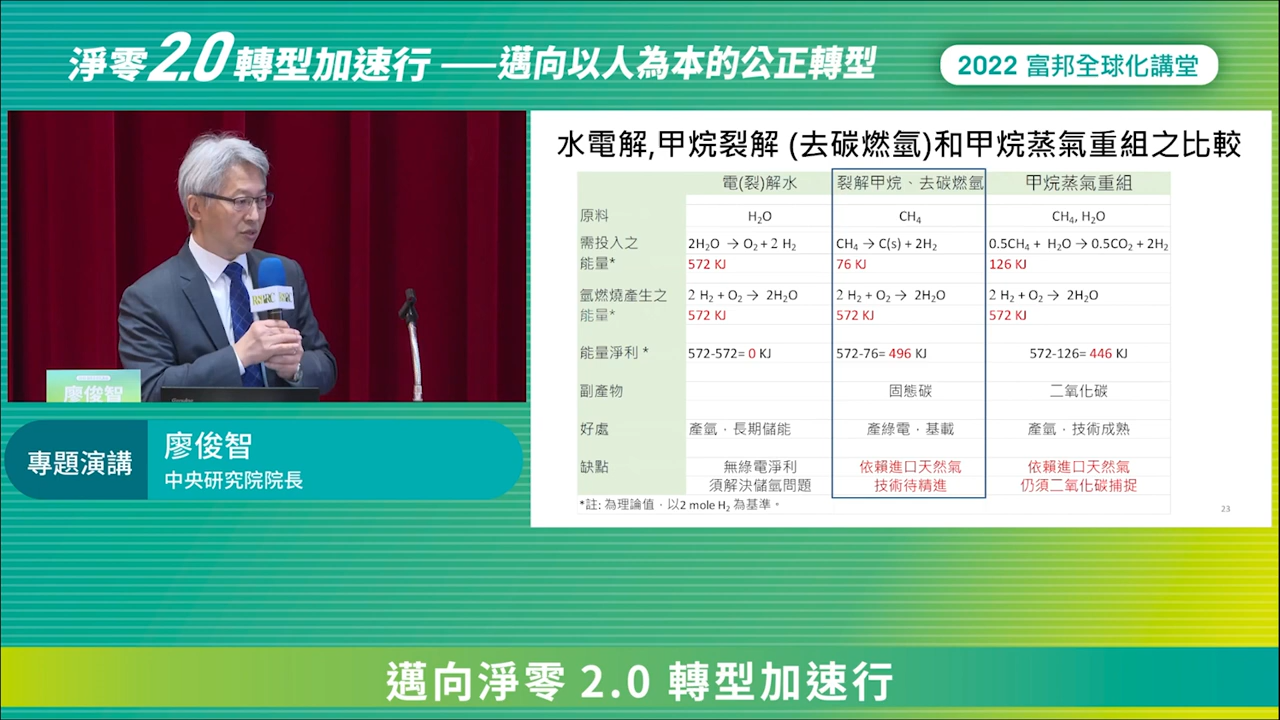 淨零2.0轉型加速行——邁向以人為本的公正轉型
2022 富邦全球化講堂
廖俊智
專題演講
廖俊智
中央研究院院長
水電解,甲烷裂解 (去碳燃氫)和甲烷蒸氣重組之比較
電(裂)解水 裂解甲烷、去碳燃氫 甲烷蒸氣重組
原料 H₂O CH₄ CH₄, H₂O
需投入之 2H₂O → O₂ + 2 H₂ CH₄ → C(s) + 2H₂ 0.5CH₄ + H₂O → 0.5CO₂ + 2H₂
能量* 572 KJ 76 KJ 126 KJ
氫燃燒產生之 2 H₂ + O₂ → 2H₂O 2 H₂ + O₂ → 2H₂O 2 H₂ + O₂ → 2H₂O
能量* 572 KJ 572 KJ 572 KJ
能量淨利 * 572-572= 0 KJ 572-76= 496 KJ 572-126= 446 KJ
副產物 固態碳 二氧化碳
好處 產氫，長期儲能 產綠電，基載 產氫，技術成熟
缺點 無綠電淨利 依賴進口天然氣 依賴進口天然氣
須解決儲氫問題 技術待精進 仍須二氧化碳捕捉
*註: 為理論值，以2 mole H₂ 為基準。
23
邁向淨零 2.0 轉型加速行